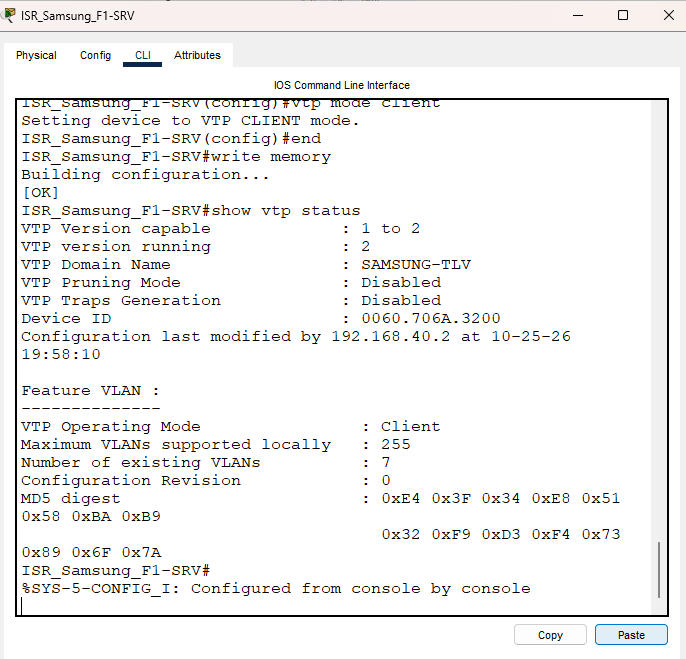 ISR_Samsung_F1-SRV
Physical Config CLI Attributes
IOS Command Line Interface
ISR_Samsung_F1-SRV(config)#vtp mode client
Setting device to VTP CLIENT mode.
ISR_Samsung_F1-SRV(config)#end
ISR_Samsung_F1-SRV#write memory
Building configuration...
[OK]
ISR_Samsung_F1-SRV#show vtp status
VTP Version capable : 1 to 2
VTP version running : 2
VTP Domain Name : SAMSUNG-TLV
VTP Pruning Mode : Disabled
VTP Traps Generation : Disabled
Device ID : 0060.706A.3200
Configuration last modified by 192.168.40.2 at 10-25-26
19:58:10
Feature VLAN :
--------------
VTP Operating Mode : Client
Maximum VLANs supported locally : 255
Number of existing VLANs : 7
Configuration Revision : 0
MD5 digest : 0xE4 0x3F 0x34 0xE8 0x51
0x58 0xBA 0xB9
0x32 0xF9 0xD3 0xF4 0x73
0x89 0x6F 0x7A
ISR_Samsung_F1-SRV#
%SYS-5-CONFIG_I: Configured from console by console
Copy Paste